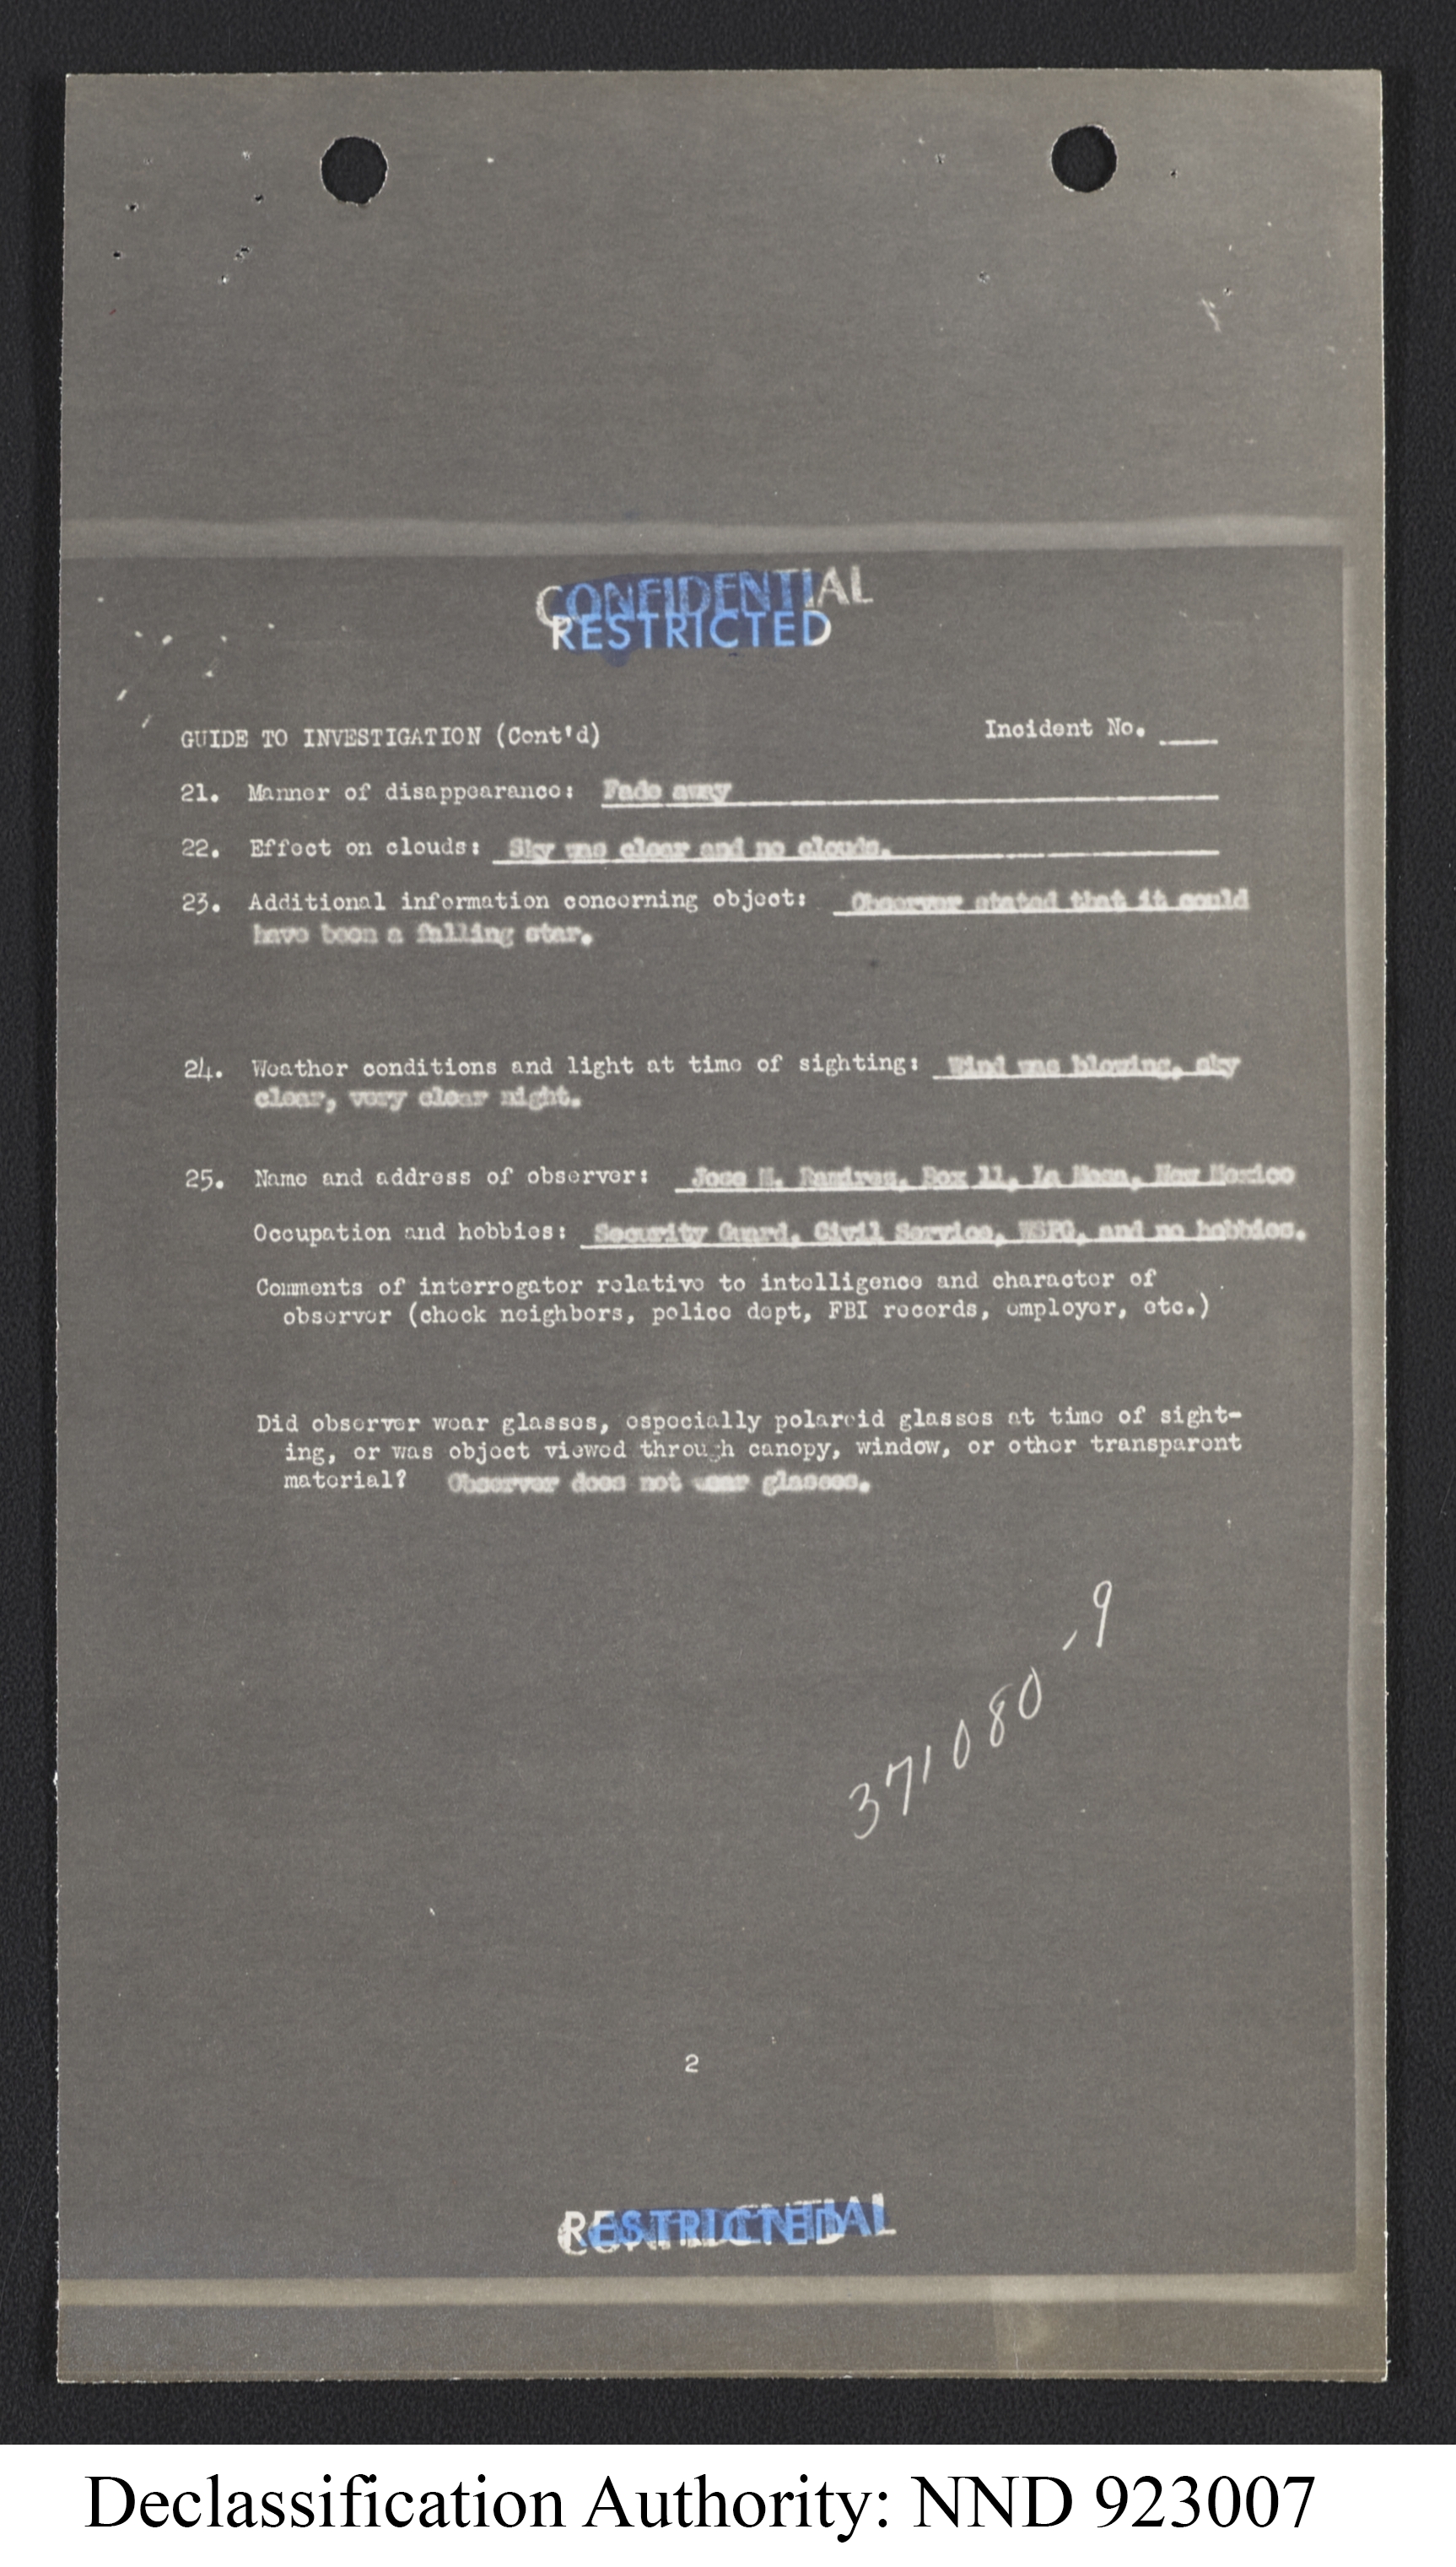 CONFIDENTIAL
RESTRICTED
GUIDE TO INVESTIGATION (Cont'd) Incident No. ____
21. Manner of disappearance: Fade away
22. Effect on clouds: Sky was clear and no clouds.
23. Additional information concerning object: Observer stated that it could
have been a falling star.
24. Weather conditions and light at time of sighting: Wind was blowing, sky
clear, very clear night.
25. Name and address of observer: Jose M. Ramirez, Box 11, La Mesa, New Mexico
Occupation and hobbies: Security Guard, Civil Service, WSPG, and no hobbies.
Comments of interrogator relative to intelligence and character of
observer (check neighbors, police dept, FBI records, employer, etc.)
Did observer wear glasses, especially polaroid glasses at time of sight-
ing, or was object viewed through canopy, window, or other transparent
material? Observer does not wear glasses.
371080-9
2
RESTRICTED
CONFIDENTIAL
Declassification Authority: NND 923007